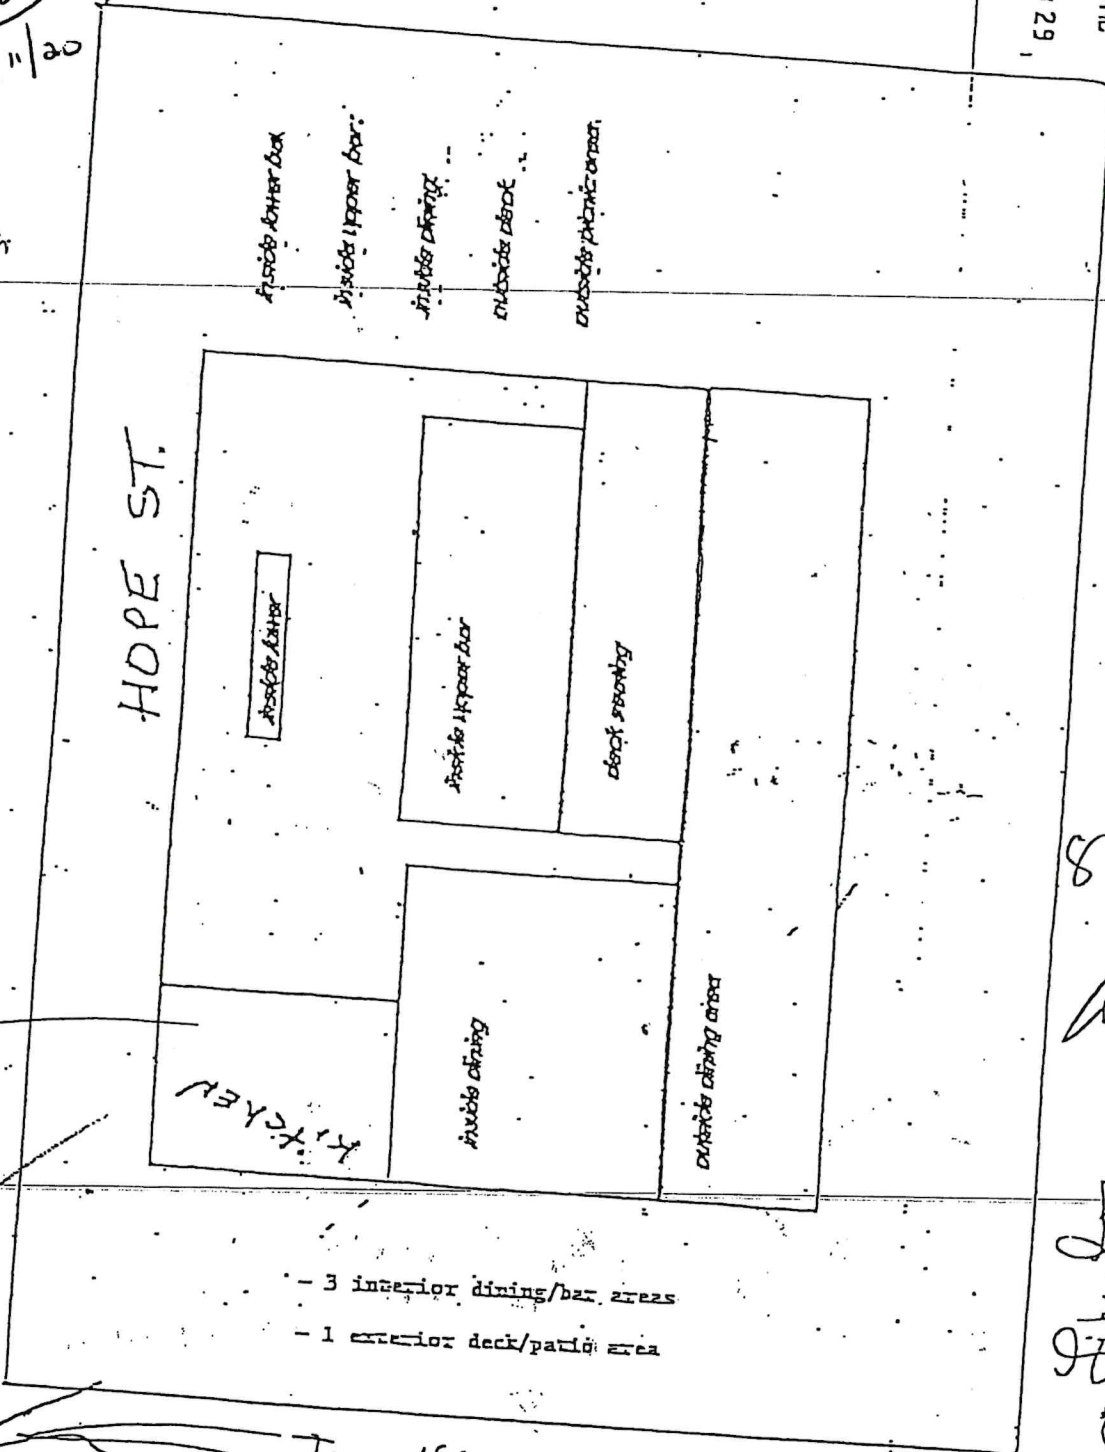 11/20
29,
inside lower bar
inside upper bar
inside dining
outside deck
outside picnic area
HOPE ST.
inside lower
inside upper bar
deck seating
KITCHEN
inside dining
outside dining area
- 3 interior dining/bar areas
- 1 exterior deck/patio area